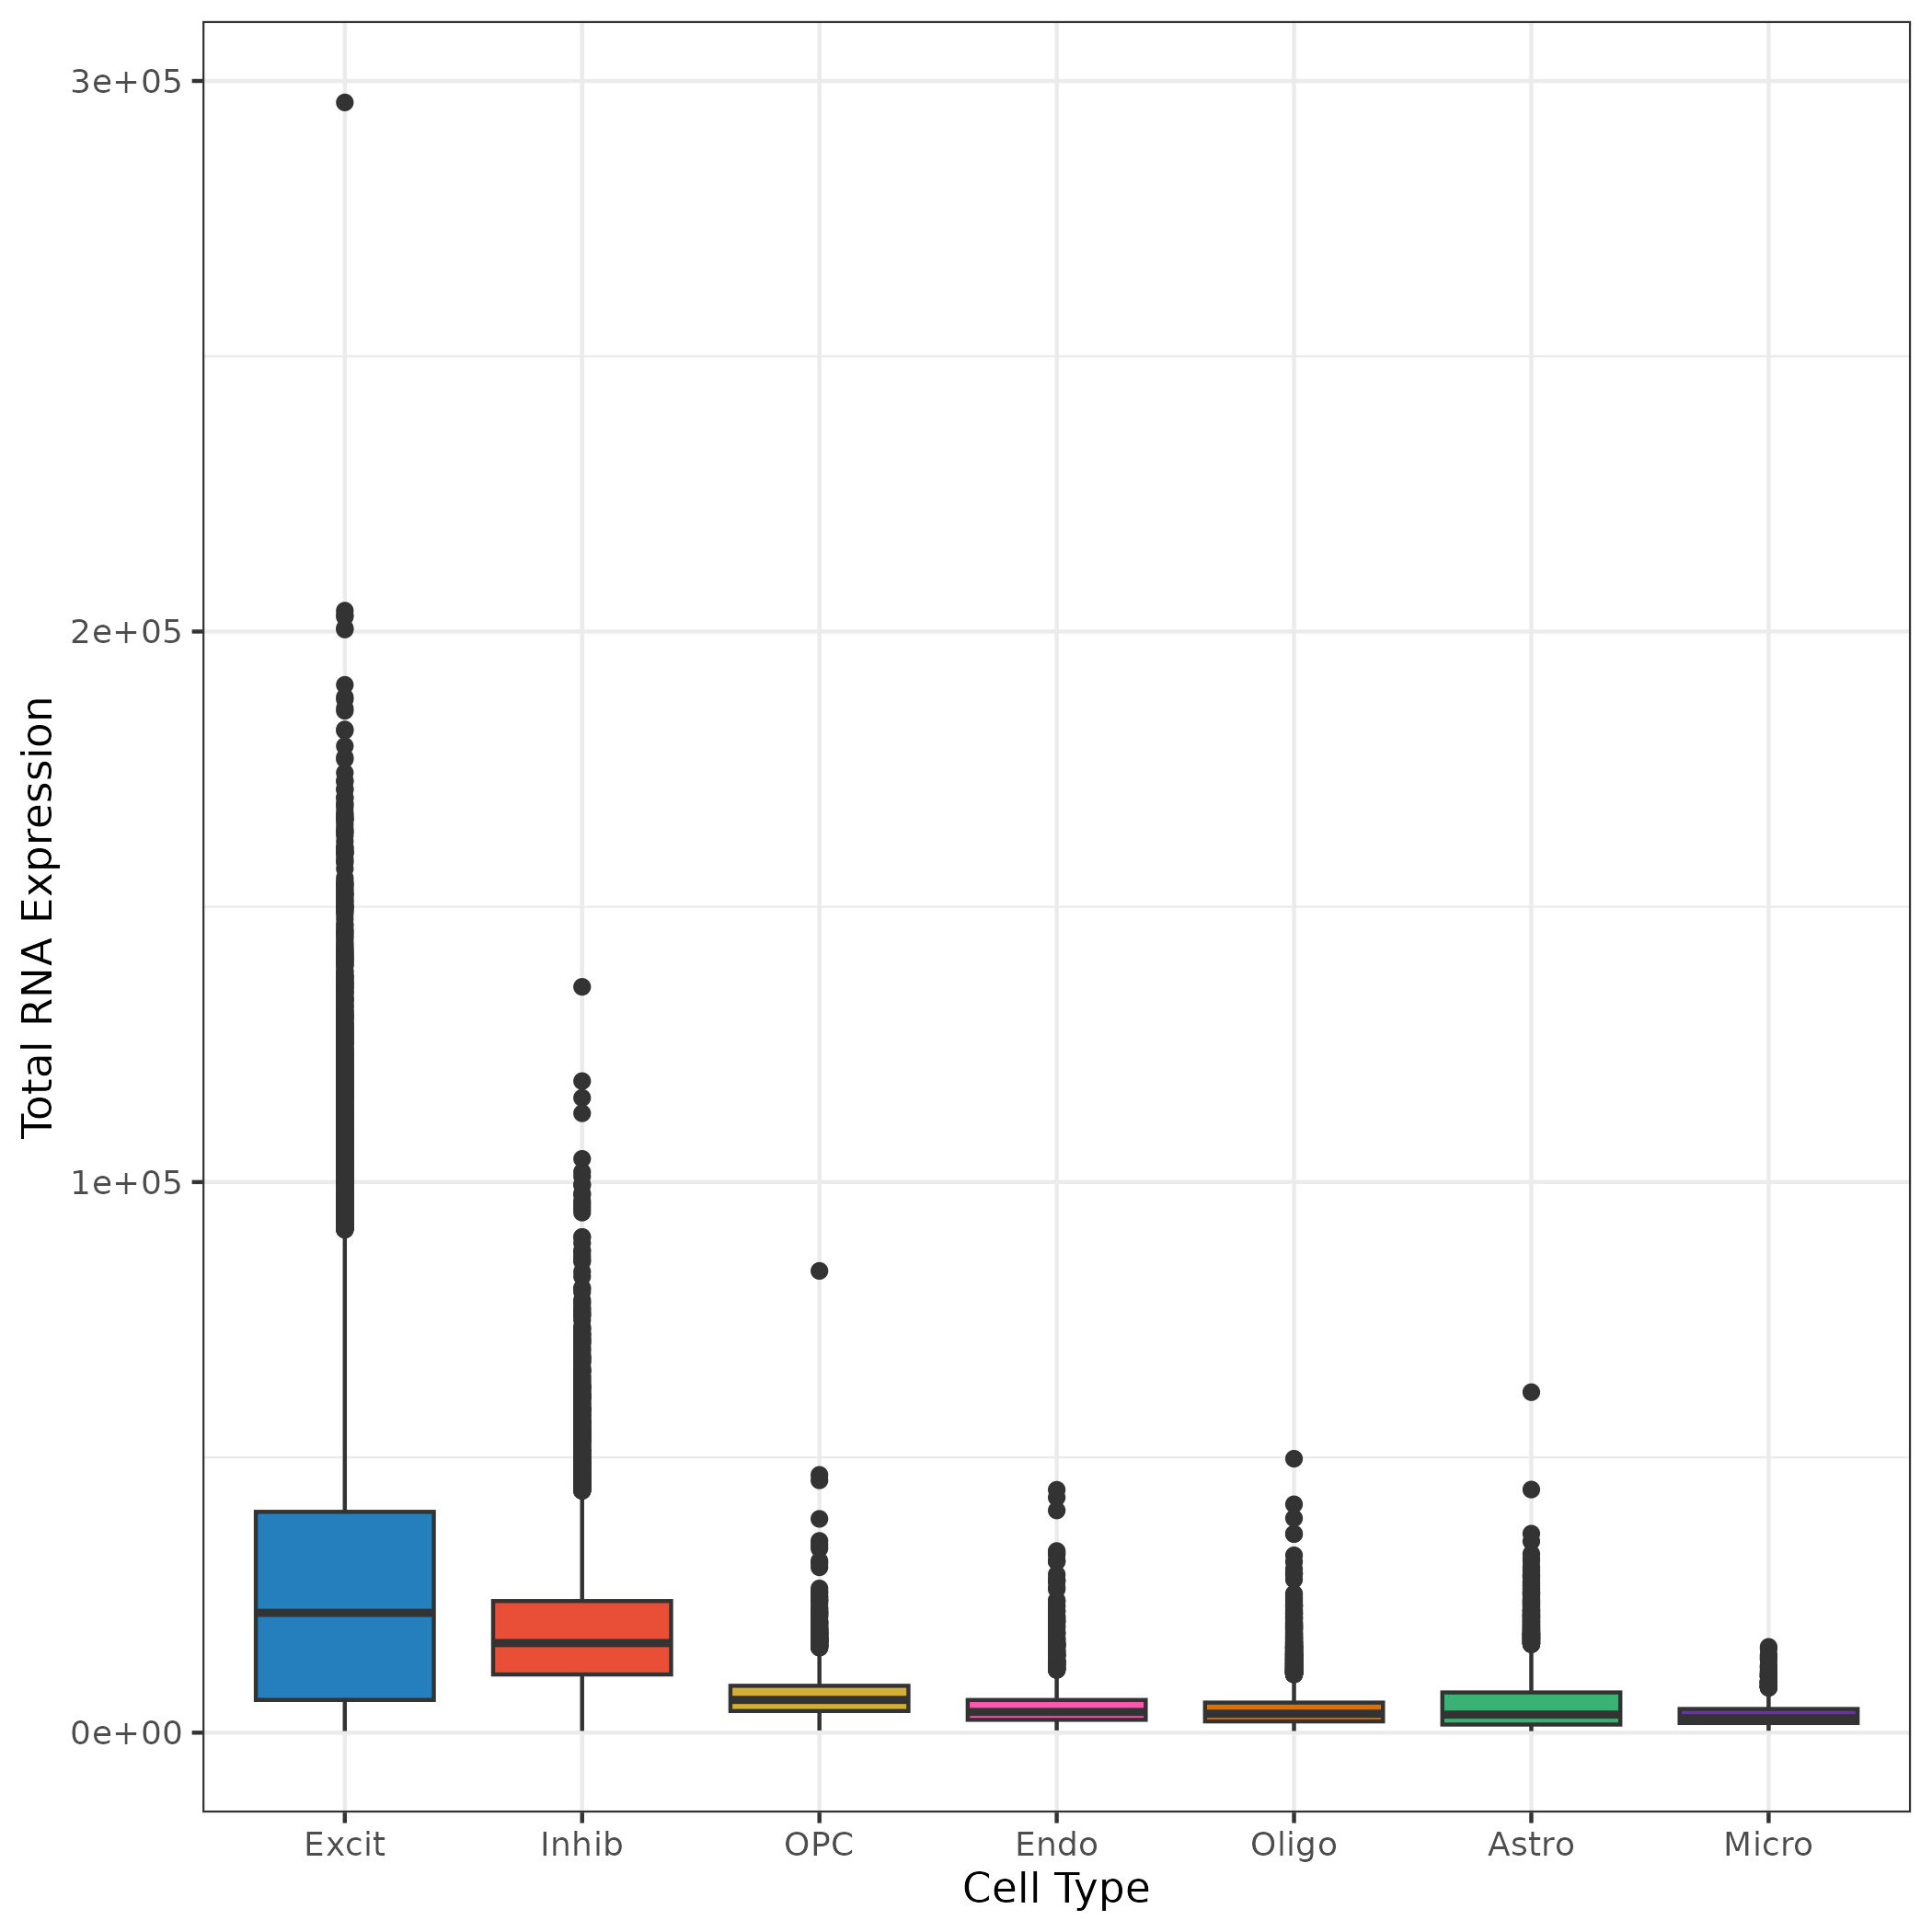 3e+05
2e+05
1e+05
0e+00
Total RNA Expression
Excit Inhib OPC Endo Oligo Astro Micro
Cell Type